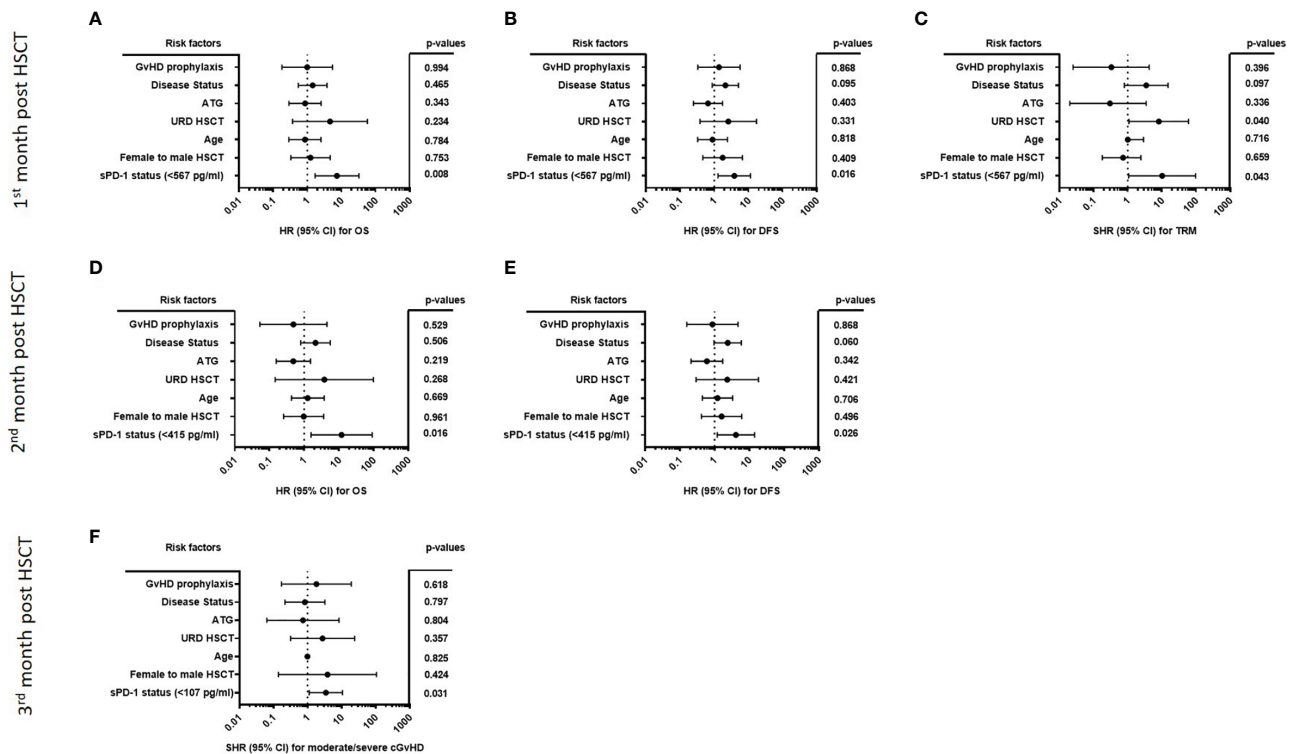 1st month post HSCT
A
Risk factors
p-values
GvHD prophylaxis 0.994
Disease Status 0.465
ATG 0.343
URD HSCT 0.234
Age 0.784
Female to male HSCT 0.753
sPD-1 status (<567 pg/ml) 0.008
0.01 0.1 1 10 100 1000
HR (95% CI) for OS
B
Risk factors
p-values
GvHD prophylaxis 0.868
Disease Status 0.095
ATG 0.403
URD HSCT 0.331
Age 0.818
Female to male HSCT 0.409
sPD-1 status (<567 pg/ml) 0.016
0.01 0.1 1 10 100 1000
HR (95% CI) for DFS
C
Risk factors
p-values
GvHD prophylaxis 0.396
Disease Status 0.097
ATG 0.336
URD HSCT 0.040
Age 0.716
Female to male HSCT 0.659
sPD-1 status (<567 pg/ml) 0.043
0.01 0.1 1 10 100 1000
SHR (95% CI) for TRM
2nd month post HSCT
D
Risk factors
p-values
GvHD prophylaxis 0.529
Disease Status 0.506
ATG 0.219
URD HSCT 0.268
Age 0.669
Female to male HSCT 0.961
sPD-1 status (<415 pg/ml) 0.016
0.01 0.1 1 10 100 1000
HR (95% CI) for OS
E
Risk factors
p-values
GvHD prophylaxis 0.868
Disease Status 0.060
ATG 0.342
URD HSCT 0.421
Age 0.706
Female to male HSCT 0.496
sPD-1 status (<415 pg/ml) 0.026
0.01 0.1 1 10 100 1000
HR (95% CI) for DFS
3rd month post HSCT
F
Risk factors
p-values
GvHD prophylaxis 0.618
Disease Status 0.797
ATG 0.804
URD HSCT 0.357
Age 0.825
Female to male HSCT 0.424
sPD-1 status (<107 pg/ml) 0.031
0.01 0.1 1 10 100 1000
SHR (95% CI) for moderate/severe cGvHD